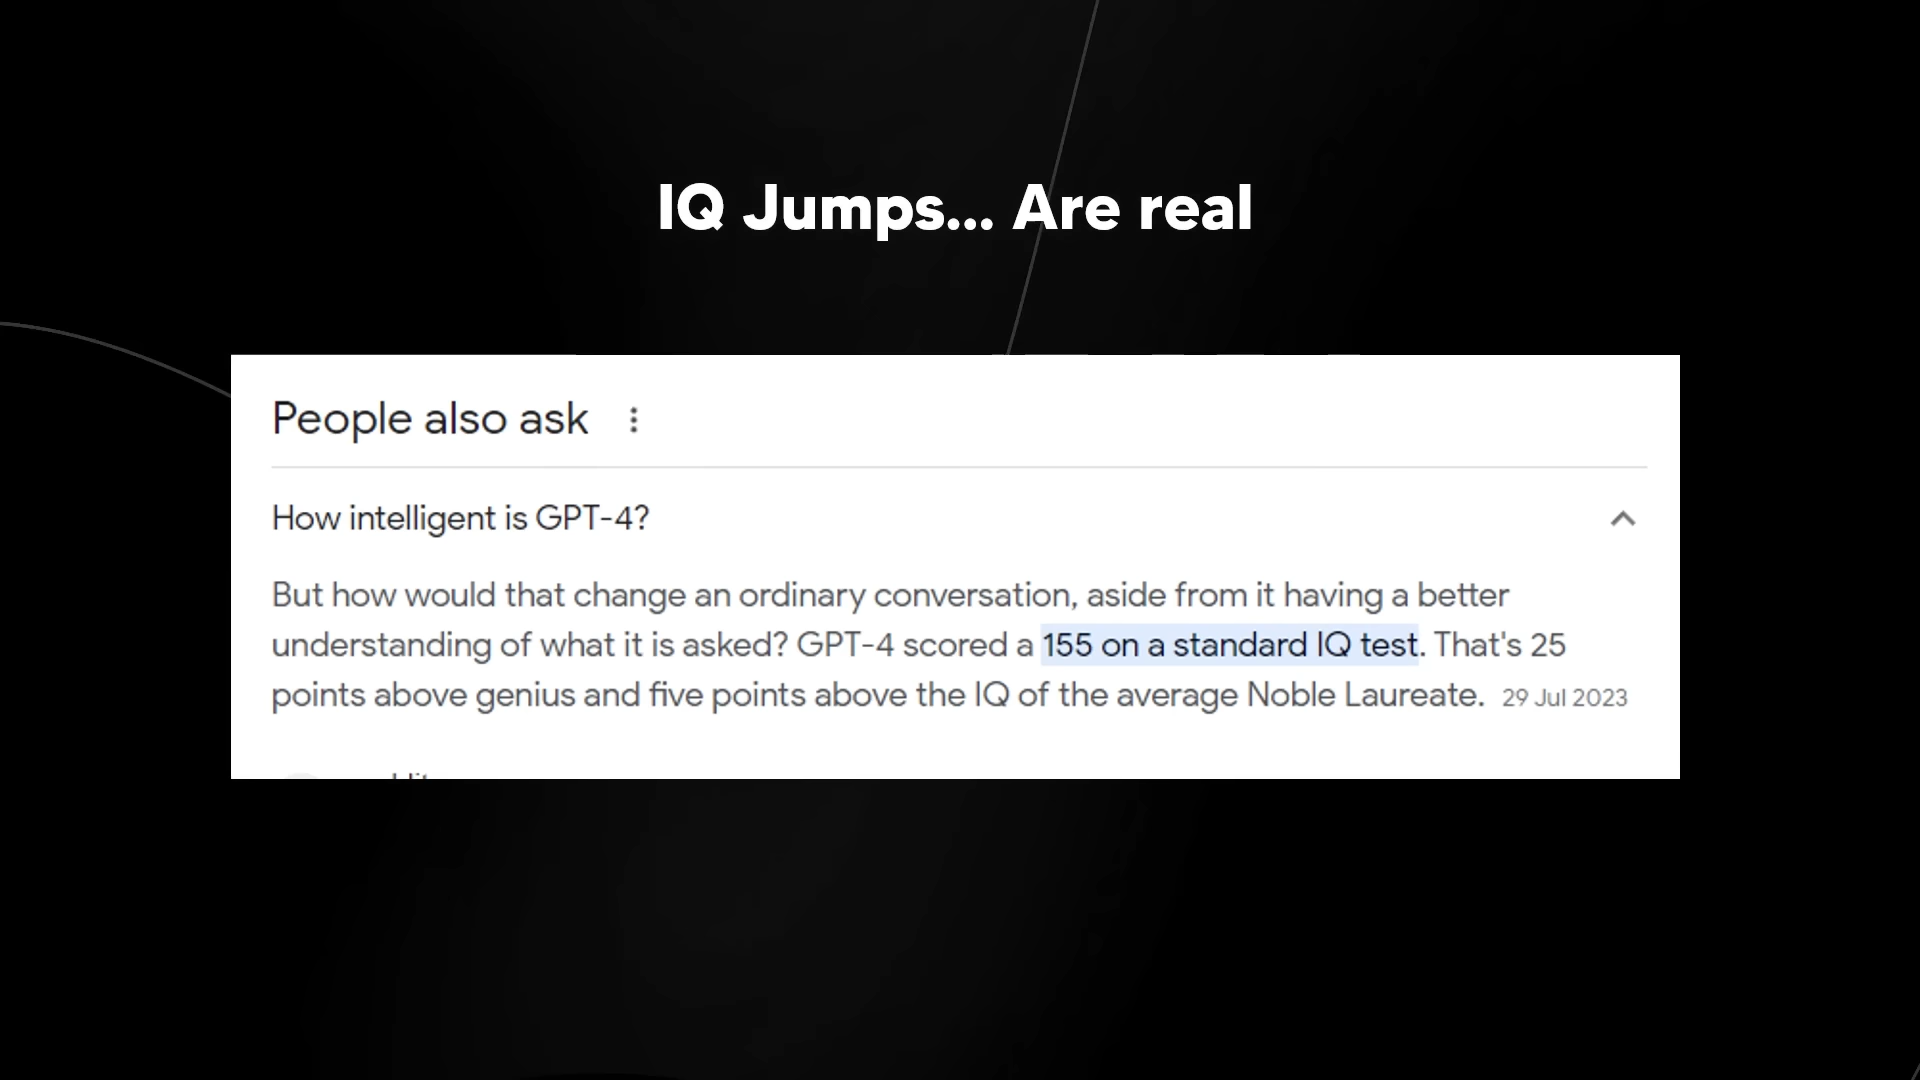 IQ Jumps... Are real
People also ask
How intelligent is GPT-4?
But how would that change an ordinary conversation, aside from it having a better
understanding of what it is asked? GPT-4 scored a 155 on a standard IQ test. That's 25
points above genius and five points above the IQ of the average Noble Laureate. 29 Jul 2023